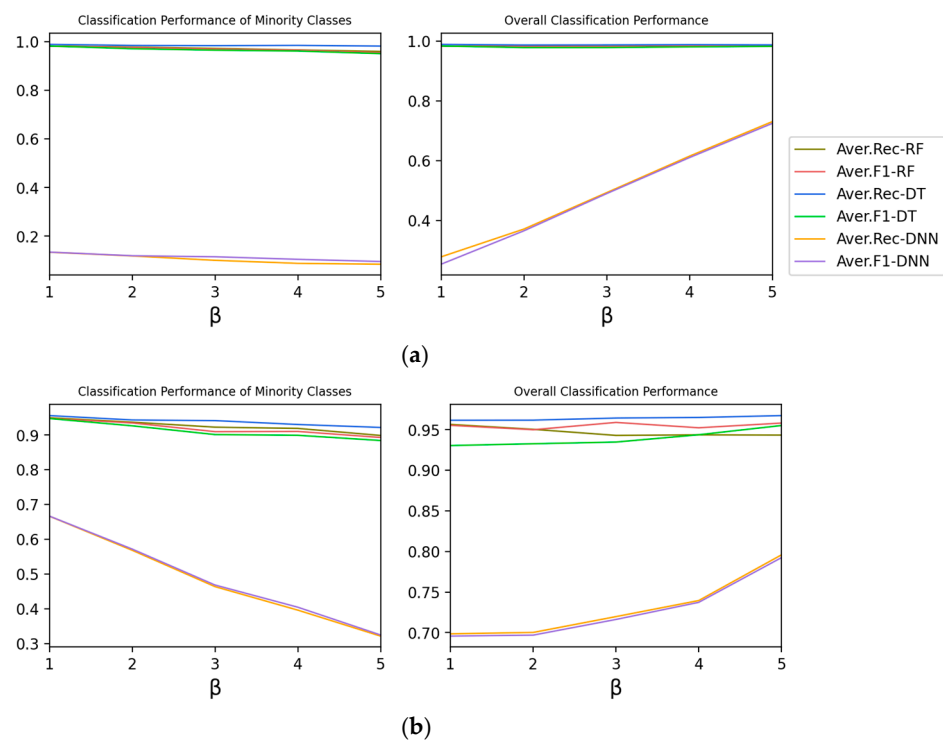 Classification Performance of Minority Classes
1.0
0.8
0.6
0.4
0.2
1 2 3 4 5
β
Overall Classification Performance
1.0
0.8
0.6
0.4
1 2 3 4 5
β
Aver.Rec-RF
Aver.F1-RF
Aver.Rec-DT
Aver.F1-DT
Aver.Rec-DNN
Aver.F1-DNN
(a)
Classification Performance of Minority Classes
0.9
0.8
0.7
0.6
0.5
0.4
0.3
1 2 3 4 5
β
Overall Classification Performance
0.95
0.90
0.85
0.80
0.75
0.70
1 2 3 4 5
β
(b)